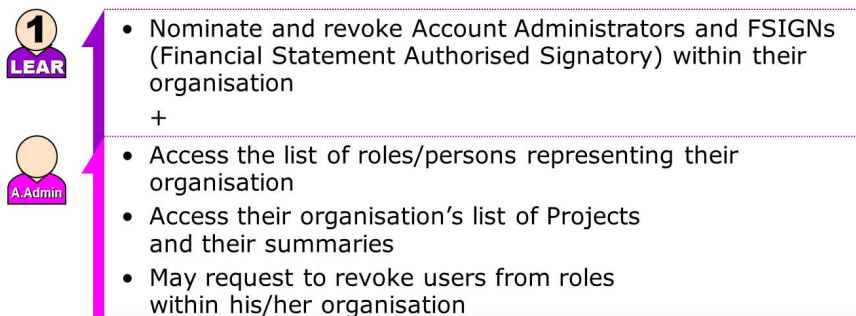 1
LEAR
• Nominate and revoke Account Administrators and FSIGNs
(Financial Statement Authorised Signatory) within their
organisation
+
A.Admin
• Access the list of roles/persons representing their
organisation
• Access their organisation’s list of Projects
and their summaries
• May request to revoke users from roles
within his/her organisation